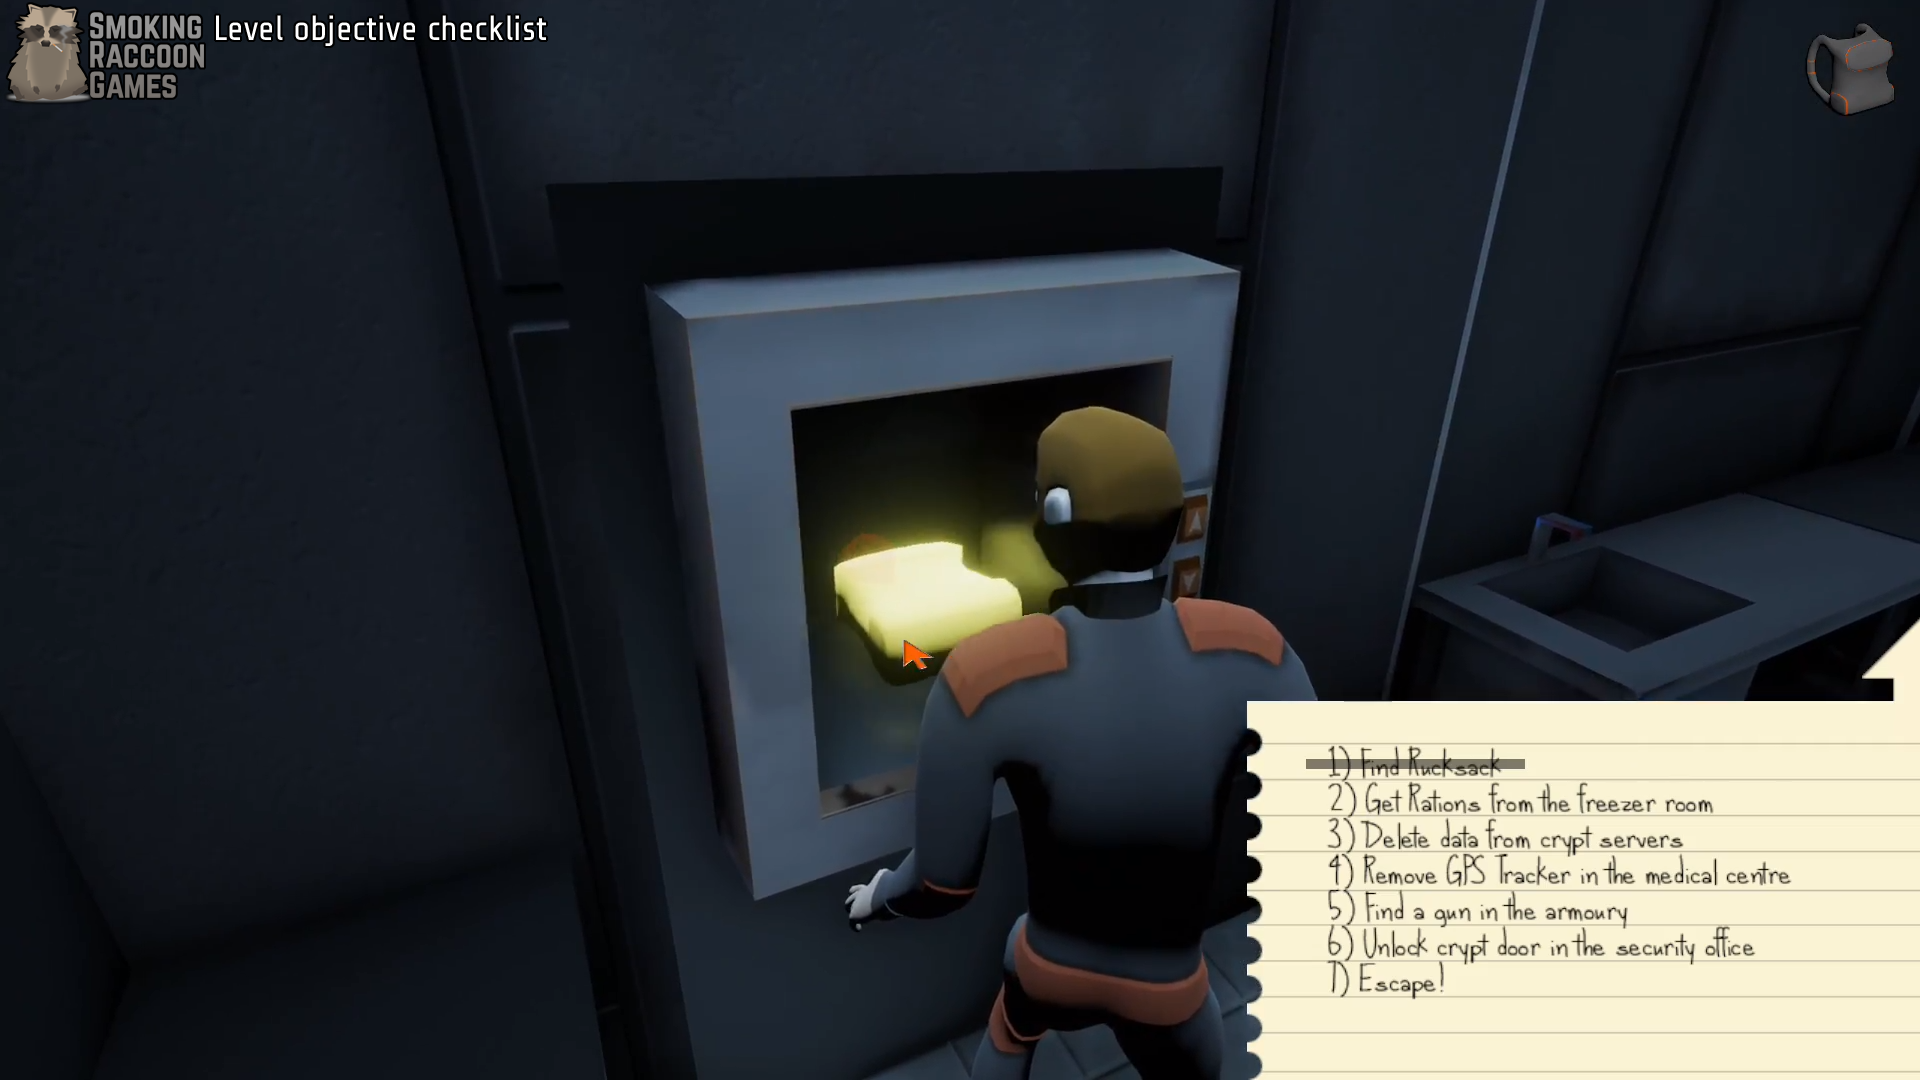 SMOKING
RACCOON
GAMES
Level objective checklist
1) Find Rucksack
2) Get Rations from the freezer room
3) Delete data from crypt servers
4) Remove GPS Tracker in the medical centre
5) Find a gun in the armoury
6) Unlock crypt door in the security office
7) Escape!